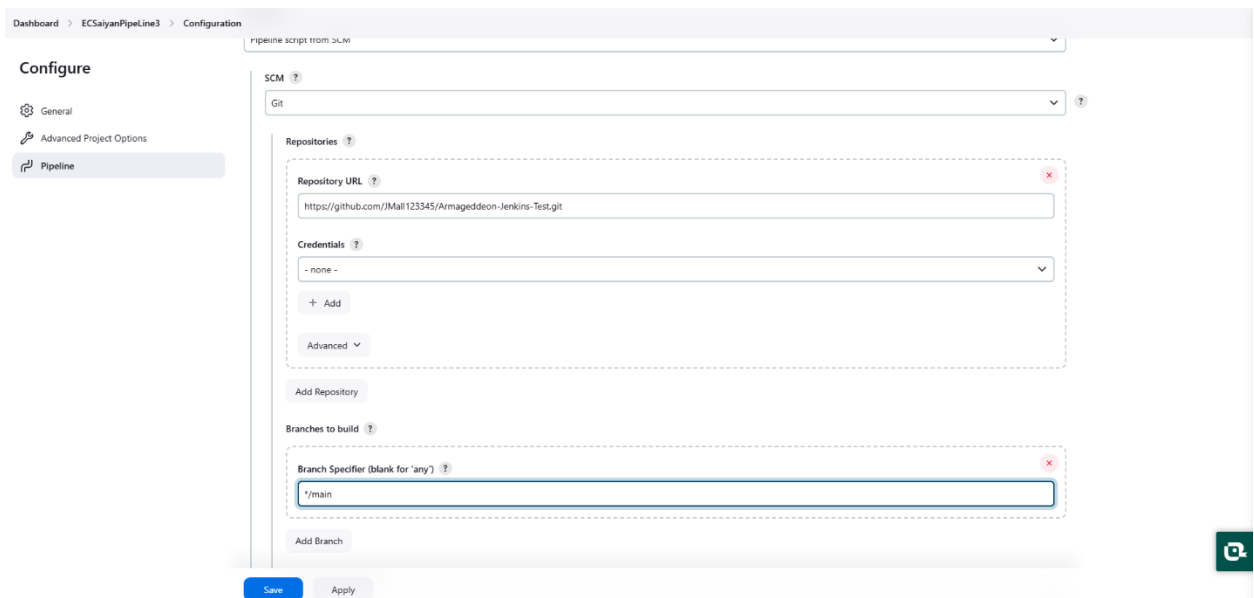 Dashboard > ECSaiyanPipeLine3 > Configuration
Configure
General
Advanced Project Options
Pipeline
Pipeline script from SCM
SCM ?
Git
?
Repositories ?
Repository URL ?
https://github.com/JMall123345/Armageddeon-Jenkins-Test.git
Credentials ?
- none -
+ Add
Advanced
Add Repository
Branches to build ?
Branch Specifier (blank for 'any') ?
*/main
Add Branch
Save Apply